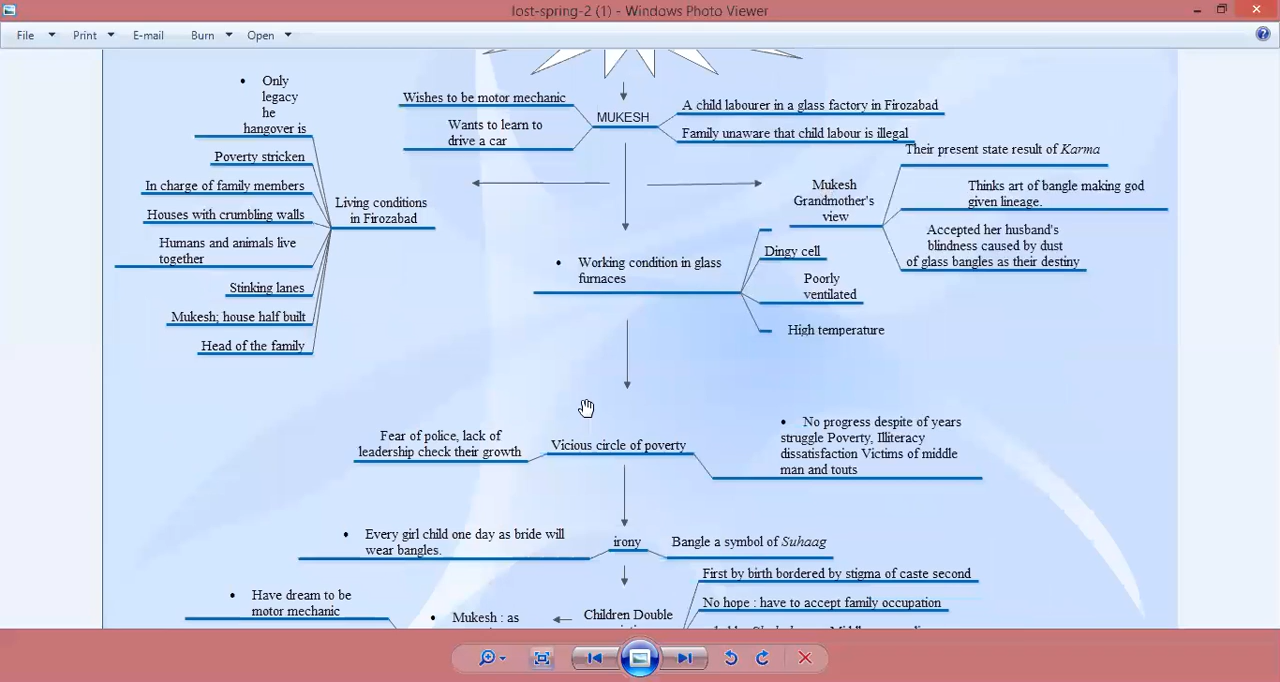 lost-spring-2 (1) - Windows Photo Viewer
File Print E-mail Burn Open
Only
legacy
he
hangover is
Poverty stricken
In charge of family members
Houses with crumbling walls
Humans and animals live
together
Stinking lanes
Mukesh; house half built
Head of the family
Living conditions
in Firozabad
Wishes to be motor mechanic
Wants to learn to
drive a car
MUKESH
A child labourer in a glass factory in Firozabad
Family unaware that child labour is illegal
Mukesh
Grandmother's
view
Their present state result of Karma
Thinks art of bangle making god
given lineage.
Accepted her husband's
blindness caused by dust
of glass bangles as their destiny
Working condition in glass
furnaces
Dingy cell
Poorly
ventilated
High temperature
Fear of police, lack of
leadership check their growth
Vicious circle of poverty
No progress despite of years
struggle Poverty, Illiteracy
dissatisfaction Victims of middle
man and touts
Every girl child one day as bride will
wear bangles.
irony
Bangle a symbol of Suhaag
Have dream to be
motor mechanic
Mukesh : as
Children Double
First by birth bordered by stigma of caste second
No hope : have to accept family occupation